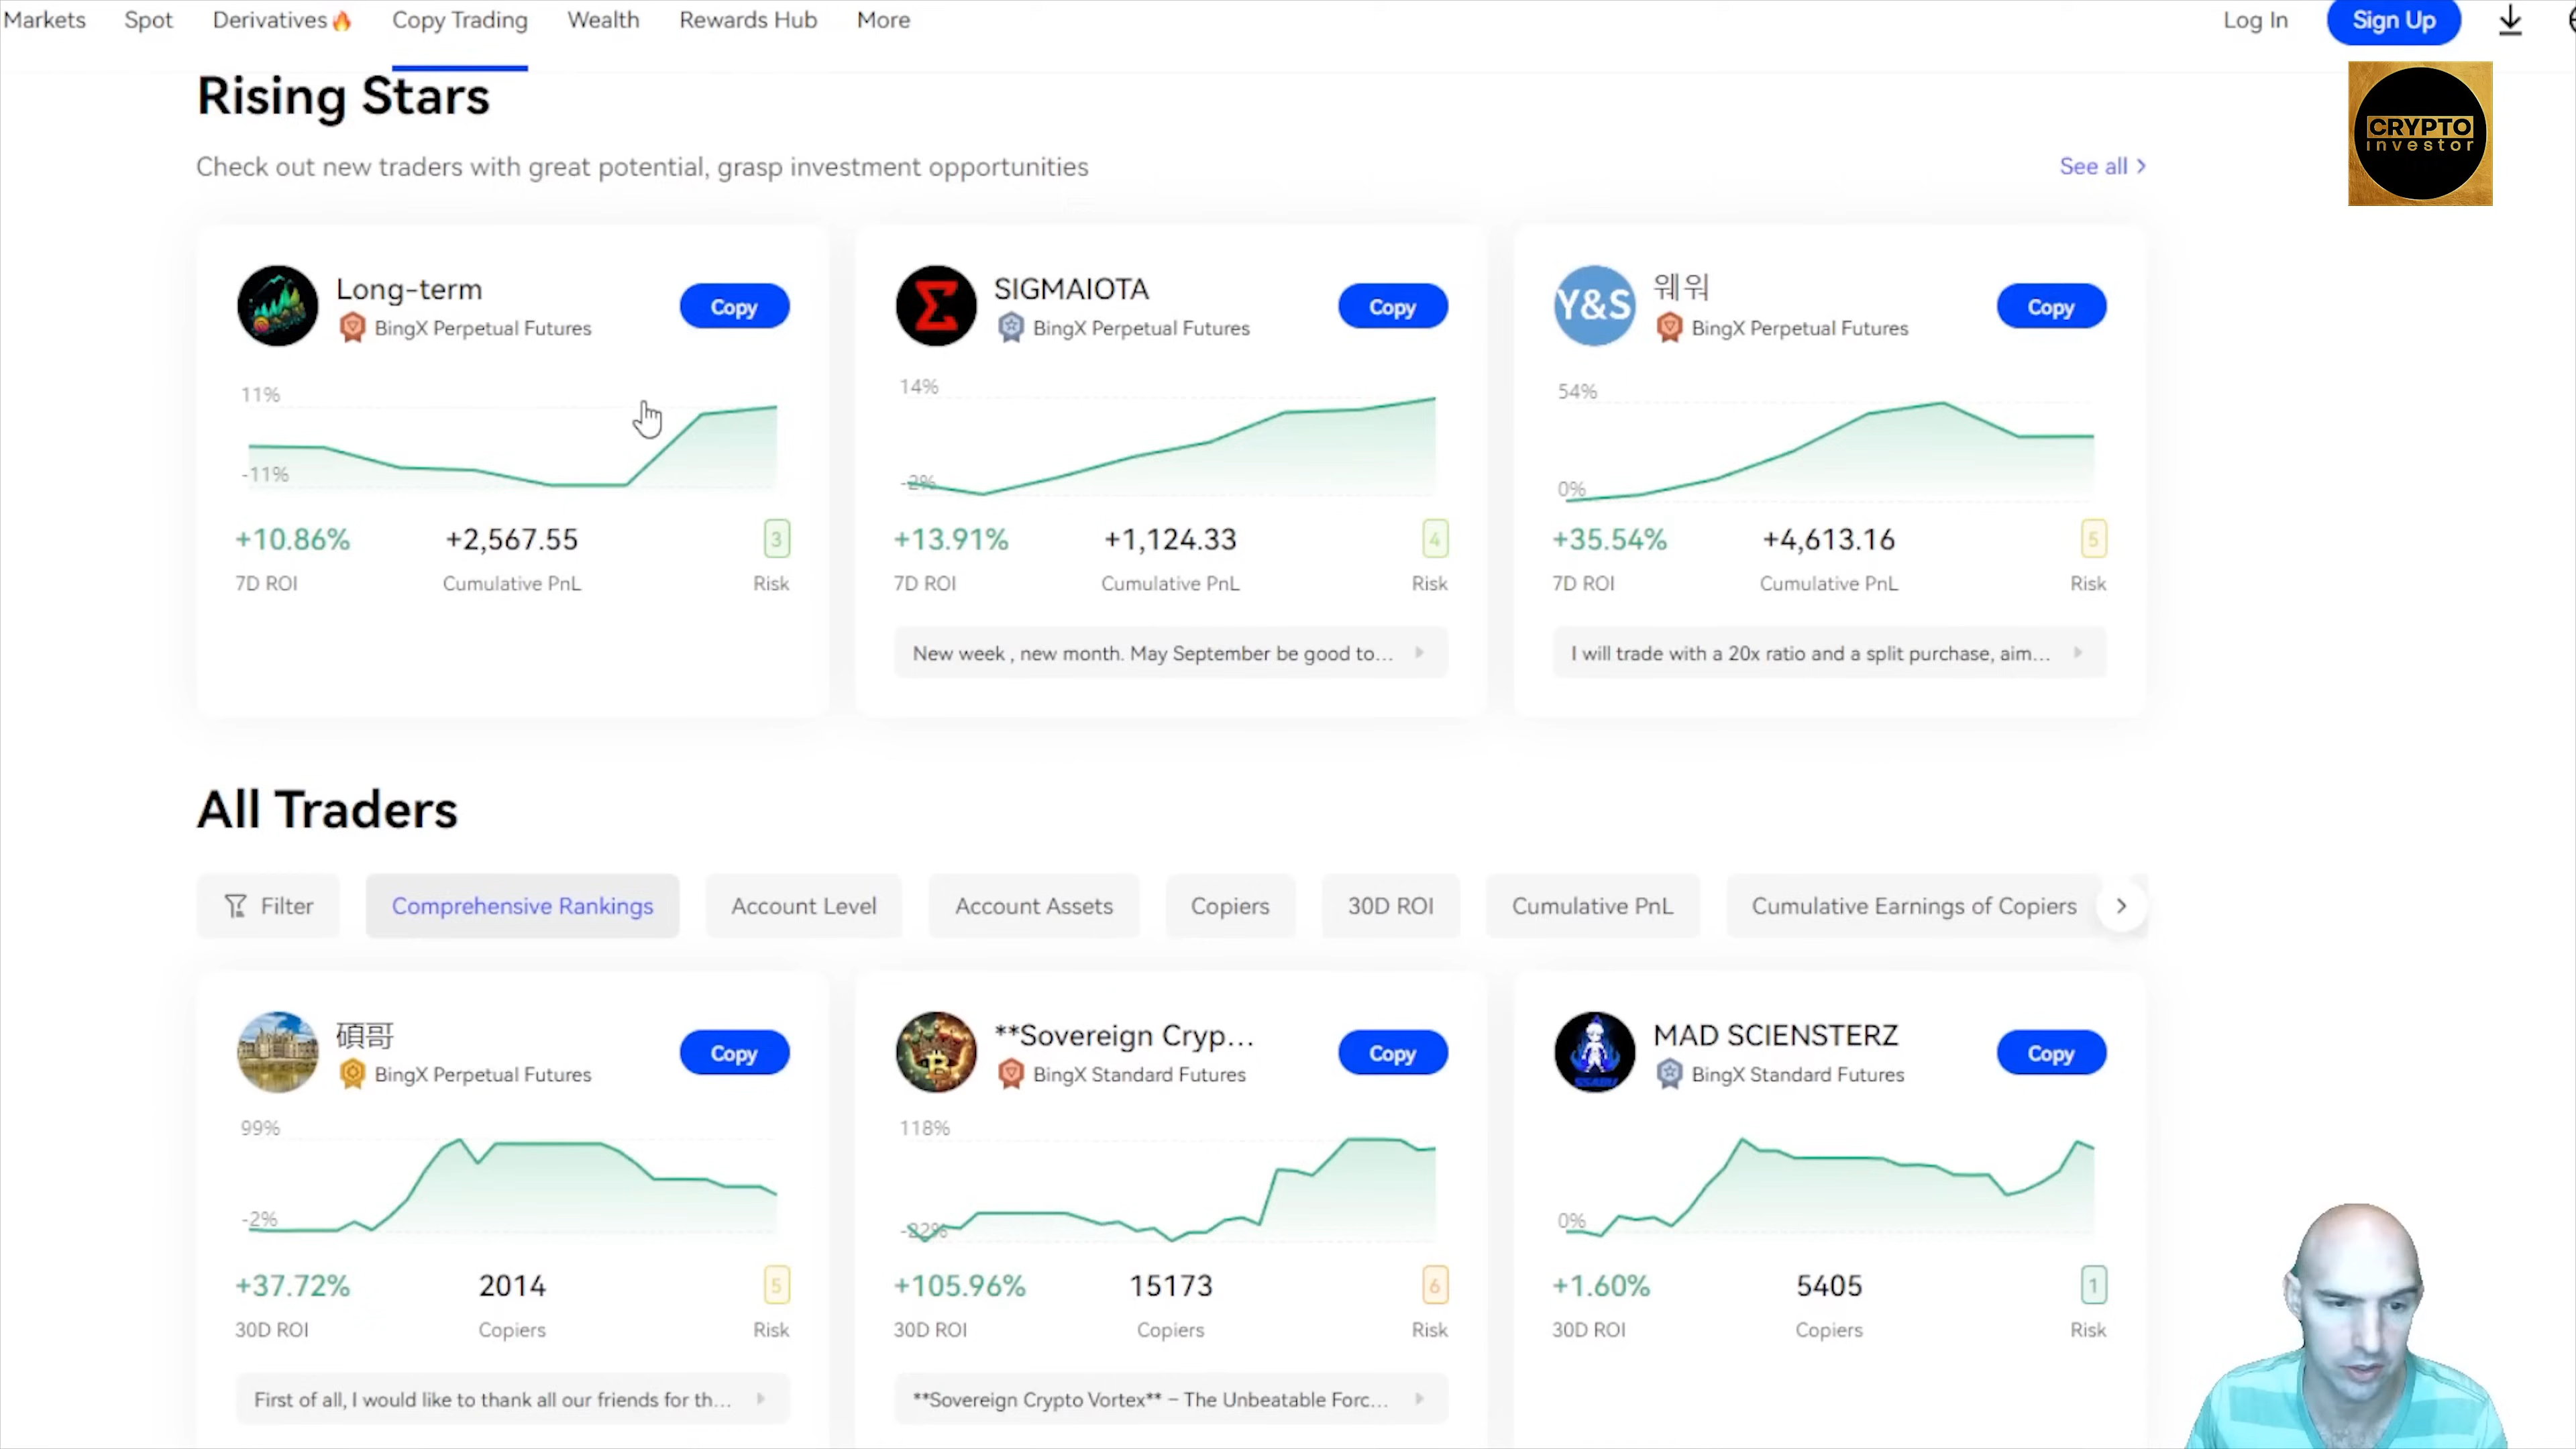 Markets Spot Derivatives🔥 Copy Trading Wealth Rewards Hub More Log In Sign Up
Rising Stars
CRYPTO
investor
Check out new traders with great potential, grasp investment opportunities See all >
Long-term
BingX Perpetual Futures
Copy
11%
-11%
+10.86% +2,567.55 3
7D ROI Cumulative PnL Risk
SIGMAIOTA
BingX Perpetual Futures
Copy
14%
-2%
+13.91% +1,124.33 4
7D ROI Cumulative PnL Risk
New week , new month. May September be good to...
Y&S
웨워
BingX Perpetual Futures
Copy
54%
0%
+35.54% +4,613.16 5
7D ROI Cumulative PnL Risk
I will trade with a 20x ratio and a split purchase, aim...
All Traders
Filter Comprehensive Rankings Account Level Account Assets Copiers 30D ROI Cumulative PnL Cumulative Earnings of Copiers >
碩哥
BingX Perpetual Futures
Copy
99%
-2%
+37.72% 2014 5
30D ROI Copiers Risk
First of all, I would like to thank all our friends for th...
**Sovereign Cryp...
BingX Standard Futures
Copy
118%
-22%
+105.96% 15173 6
30D ROI Copiers Risk
**Sovereign Crypto Vortex** – The Unbeatable Forc...
MAD SCIENSTERZ
BingX Standard Futures
Copy
0%
+1.60% 5405 1
30D ROI Copiers Risk